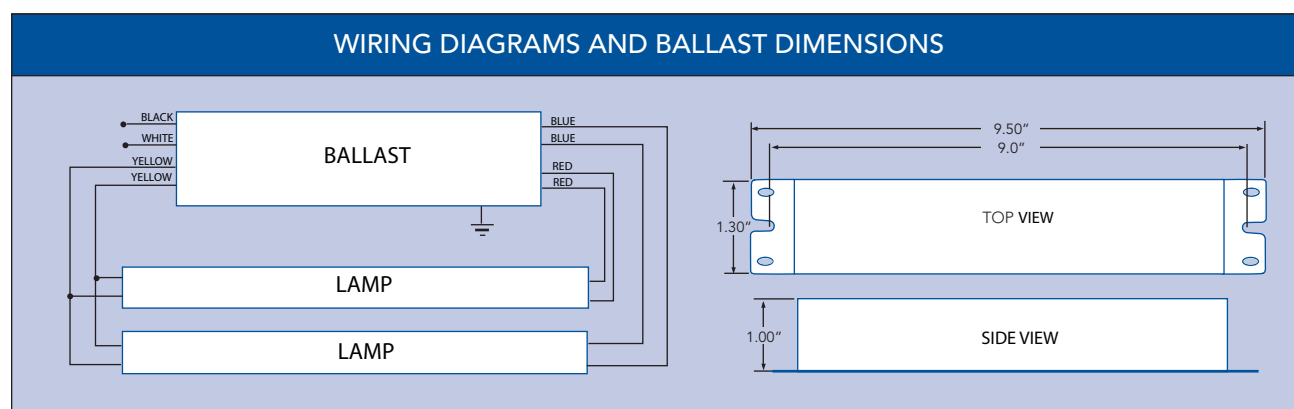 WIRING DIAGRAMS AND BALLAST DIMENSIONS
BLACK
WHITE
YELLOW
YELLOW
BALLAST
BLUE
BLUE
RED
RED
LAMP
LAMP
9.50"
9.0"
1.30"
TOP VIEW
1.00"
SIDE VIEW